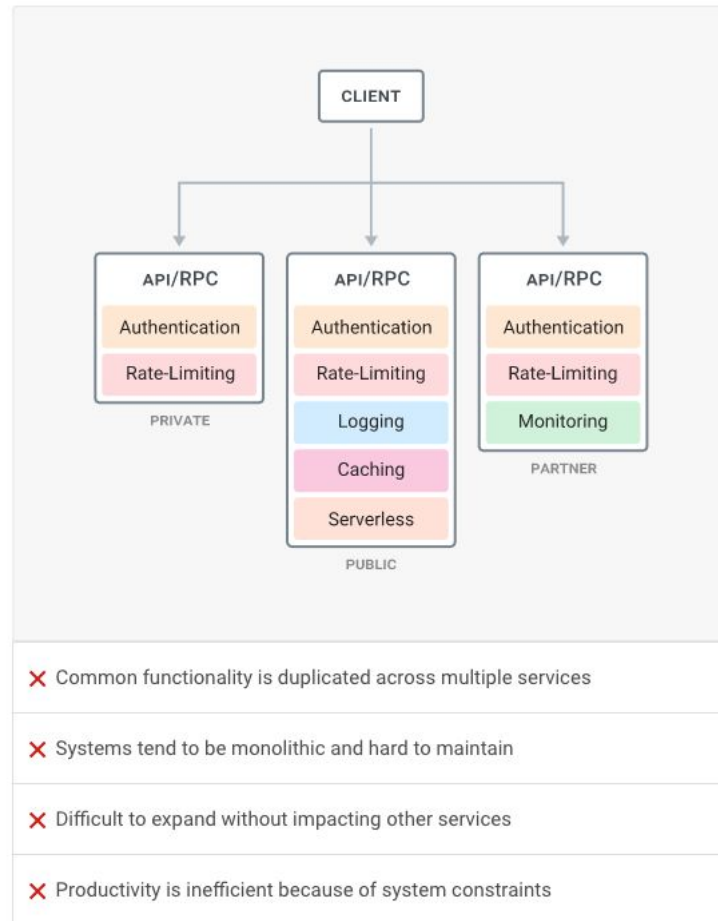 CLIENT
API/RPC
Authentication
Rate-Limiting
PRIVATE
API/RPC
Authentication
Rate-Limiting
Logging
Caching
Serverless
PUBLIC
API/RPC
Authentication
Rate-Limiting
Monitoring
PARTNER
Common functionality is duplicated across multiple services
Systems tend to be monolithic and hard to maintain
Difficult to expand without impacting other services
Productivity is inefficient because of system constraints